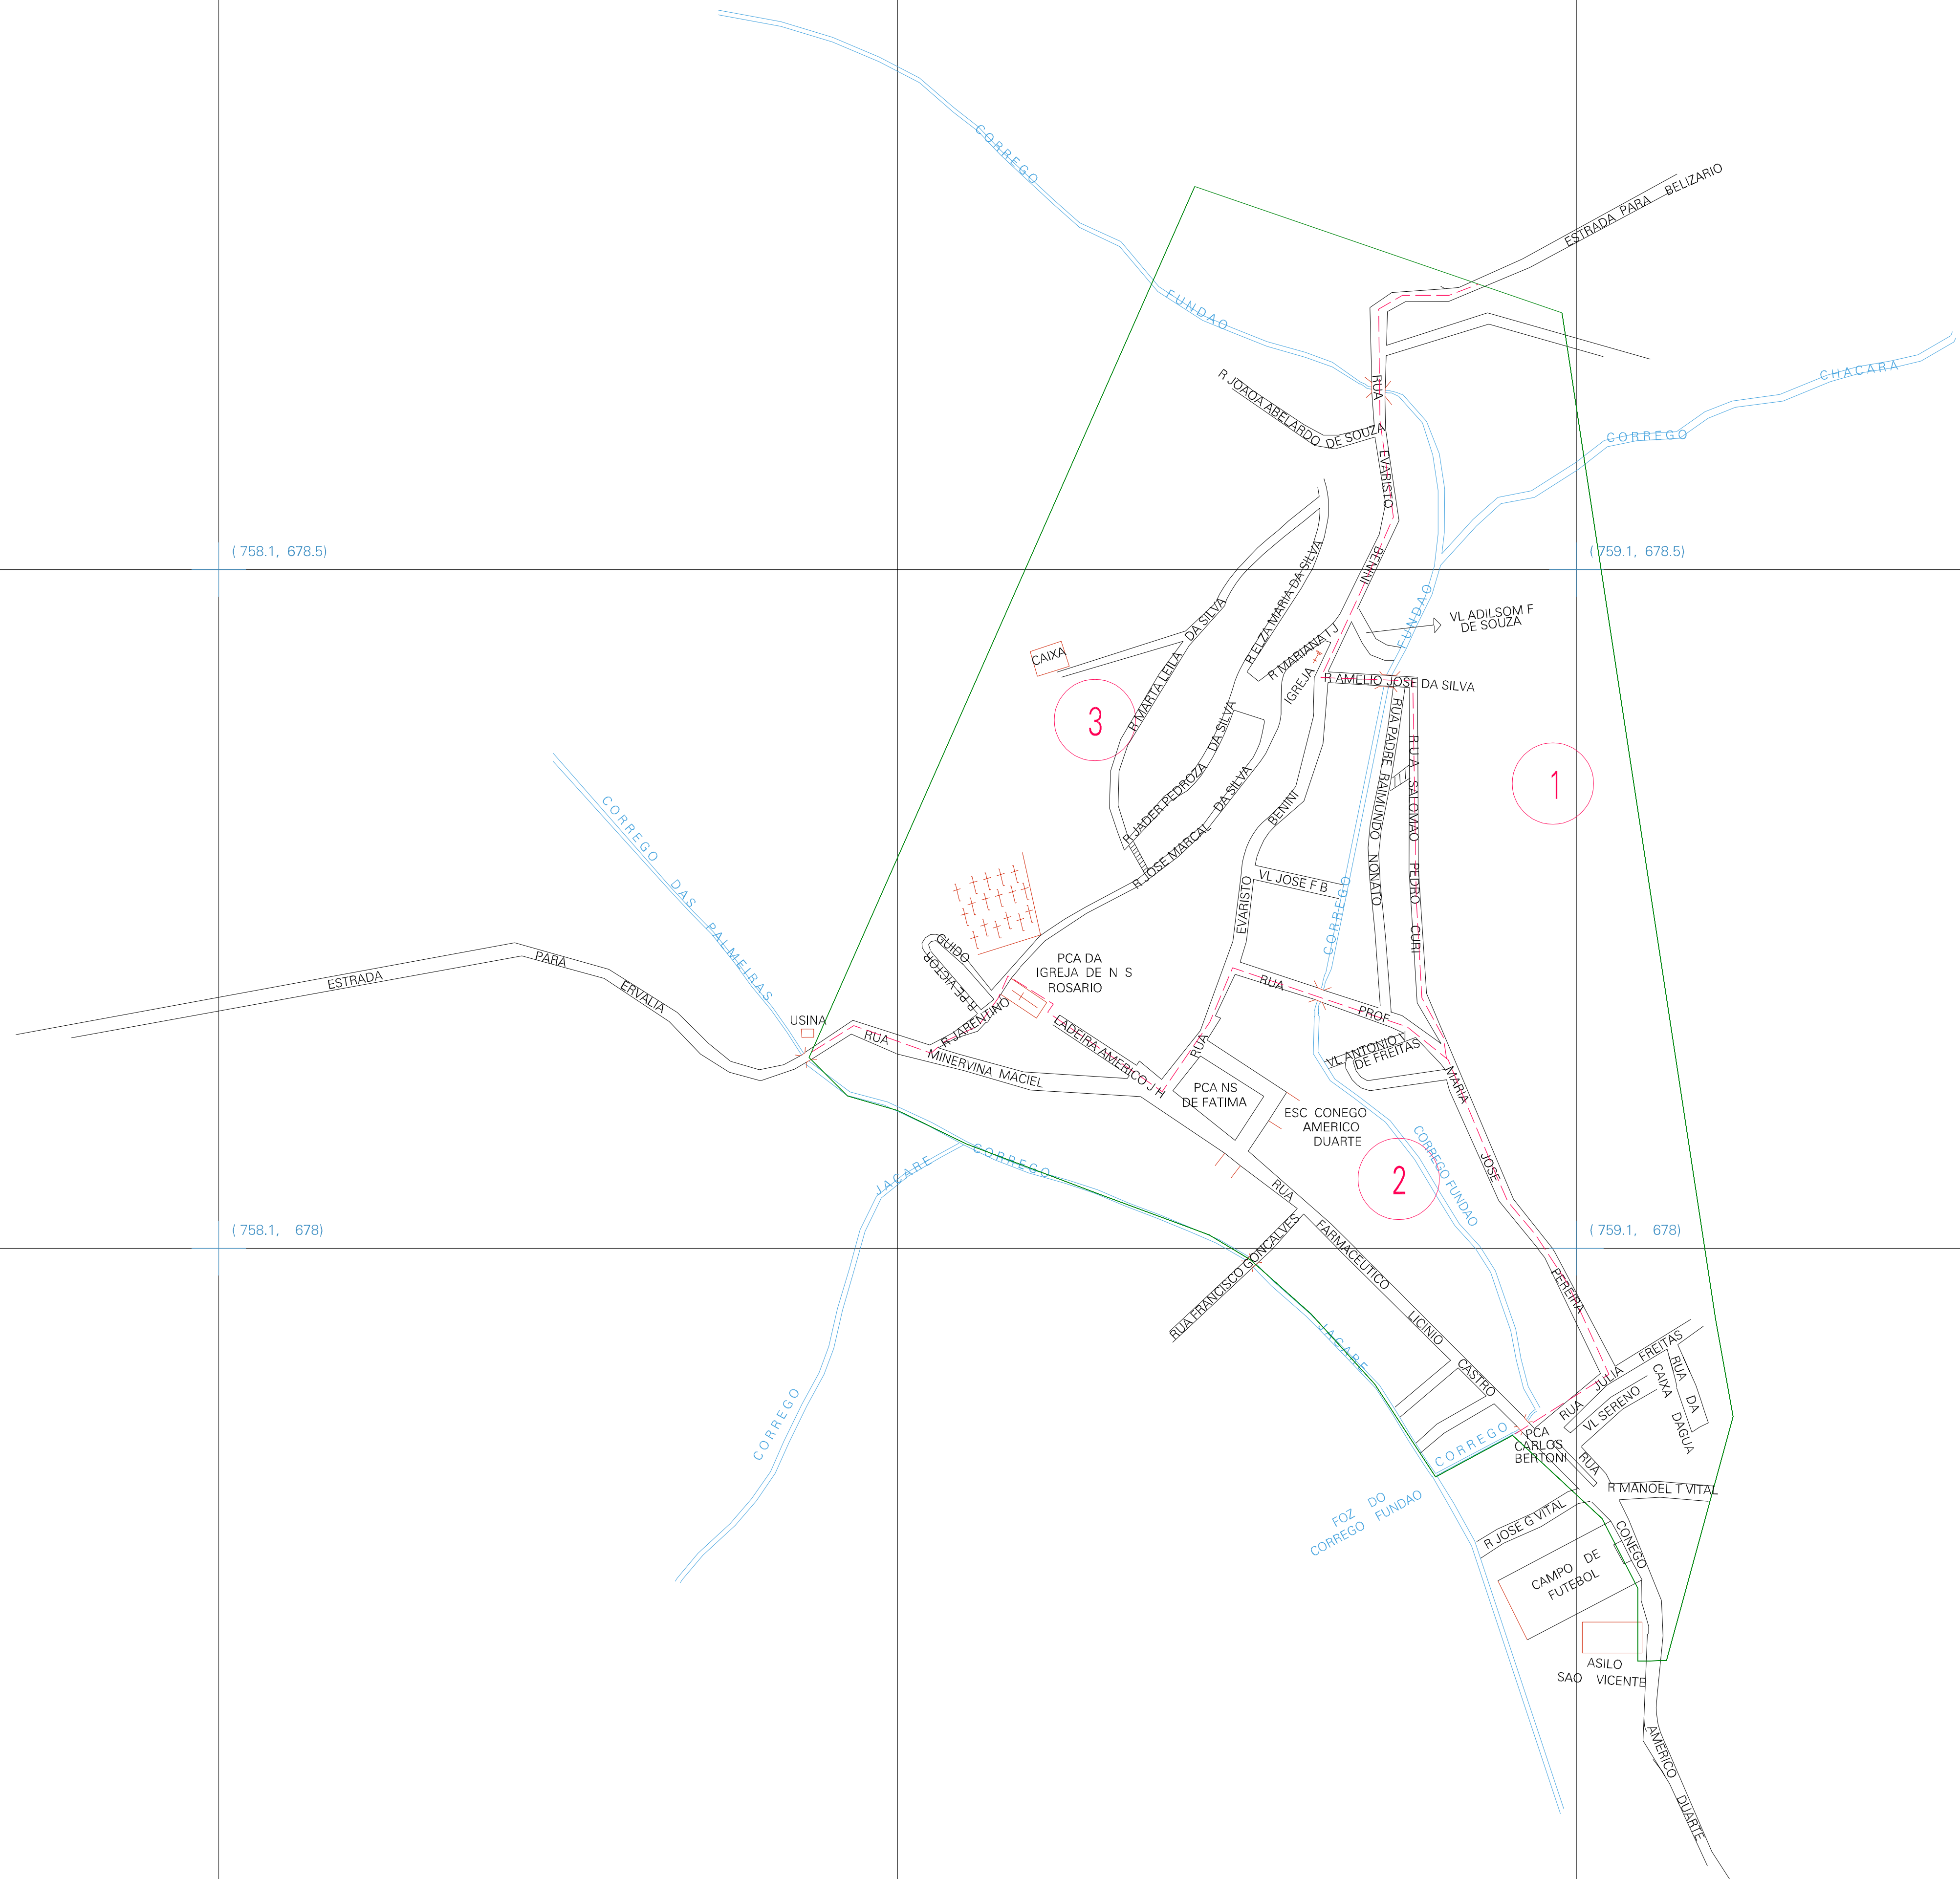 CORREGO
FUNDAO
ESTRADA PARA BELIZARIO
CHACARA
CORREGO
R JOAOA ABELARDO DE SOUZA
RUA
EVARISTO
BENINI
( 758.1, 678.5)
( 759.1, 678.5)
FUNDAO
VL ADILSOM F
DE SOUZA
R ELZA MARIA DA SILVA
R MARIANA I J
IGREJA
R AMELIO JOSE DA SILVA
CAIXA
R MARTA LEILA DA SILVA
3
R JADER PEDROZA DA SILVA
R JOSE MARCAL DA SILVA
BENINI
EVARISTO
RUA
RUA PADRE RAIMUNDO NONATO
RUA SALOMAO PEDRO CURI
1
VL JOSE F B
CORREGO
CORREGO
DAS PALMEIRAS
GUIDO
R PE VICTOR
PCA DA
IGREJA DE N S
ROSARIO
ESTRADA
PARA
ERVALIA
USINA
RUA
MINERVINA MACIEL
R JARENTINO
LADEIRA AMERICO J H
RUA
PROF
MARIA
JOSE
PEREIRA
VL ANTONIO V
DE FREITAS
PCA NS
DE FATIMA
ESC CONEGO
AMERICO
DUARTE
CORREGO FUNDAO
2
JACARE
CORREGO
RUA
FARMACEUTICO
LICINIO
CASTRO
RUA FRANCISCO GONCALVES
( 758.1, 678)
( 759.1, 678)
JACARE
CORREGO
RUA JULIA FREITAS
VL SERENO
RUA DA
CAIXA DAGUA
CORREGO
PCA
CARLOS
BERTONI
RUA
R MANOEL T VITAL
FOZ DO
CORREGO FUNDAO
R JOSE G VITAL
CONEGO
CAMPO DE
FUTEBOL
ASILO
SAO VICENTE
AMERICO
DUARTE